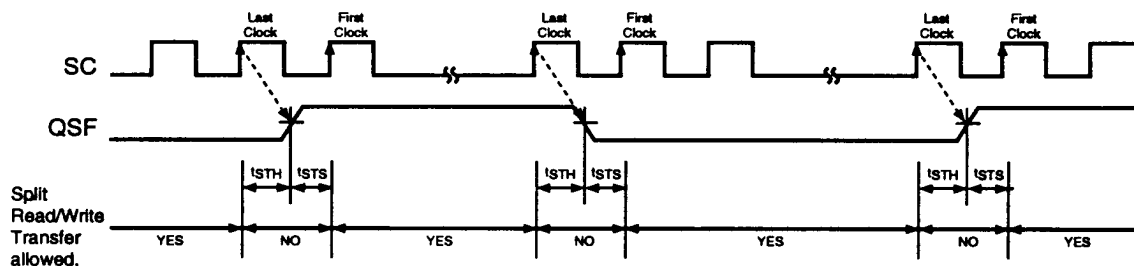 Last
Clock
First
Clock
Last
Clock
First
Clock
Last
Clock
First
Clock
SC
QSF
tSTH
tSTS
tSTH
tSTS
tSTH
tSTS
Split
Read/Write
Transfer
allowed.
YES
NO
YES
NO
YES
NO
YES